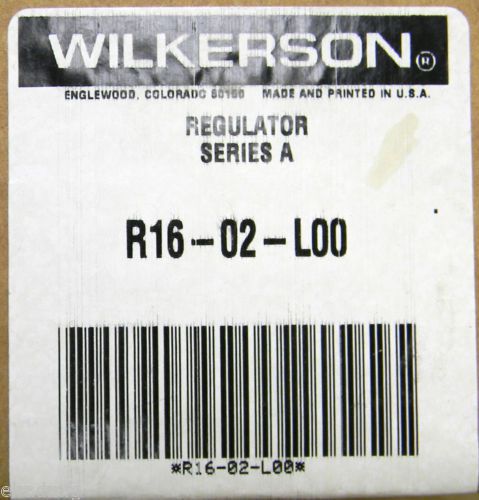 WILKERSON®
ENGLEWOOD, COLORADO 80150 MADE AND PRINTED IN U.S.A.
REGULATOR
SERIES A
R16-02-L00
*R16-02-L00*